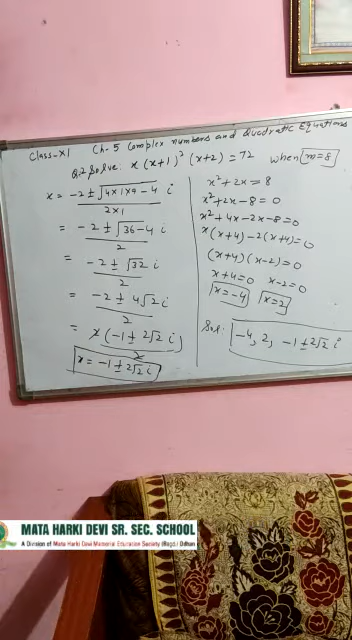 Class-XI Ch-5 Complex numbers and Quadratic Equations
Q.2 Solve: x(x+1)²(x+2) = 72 when m=8
x = -2 ± √4×1×9-4 i
2×1
= -2 ± √36-4 i
2
= -2 ± √32 i
2
= -2 ± 4√2 i
2
= 2(-1 ± 2√2 i)
2
x = -1 ± 2√2 i
x² + 2x = 8
x² + 2x - 8 = 0
x² + 4x - 2x - 8 = 0
x(x+4) - 2(x+4) = 0
(x+4)(x-2) = 0
x+4=0 x-2=0
x=-4 x=2
Sol: -4, 2, -1 ± 2√2 i
MATA HARKI DEVI SR. SEC. SCHOOL
A Division of Mata Harki Devi Memorial Education Society (Regd.) Odhan